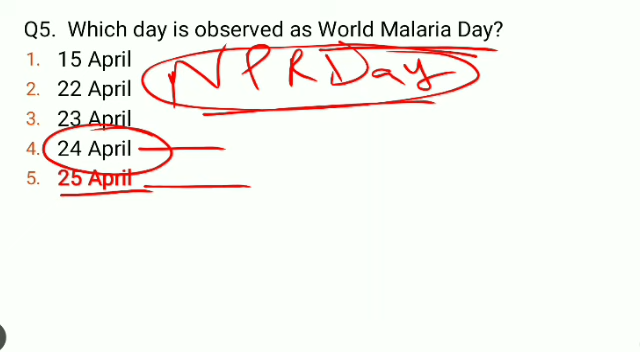 Q5. Which day is observed as World Malaria Day?
1. 15 April
2. 22 April
3. 23 April
4. 24 April
5. 25 April
NPR Day